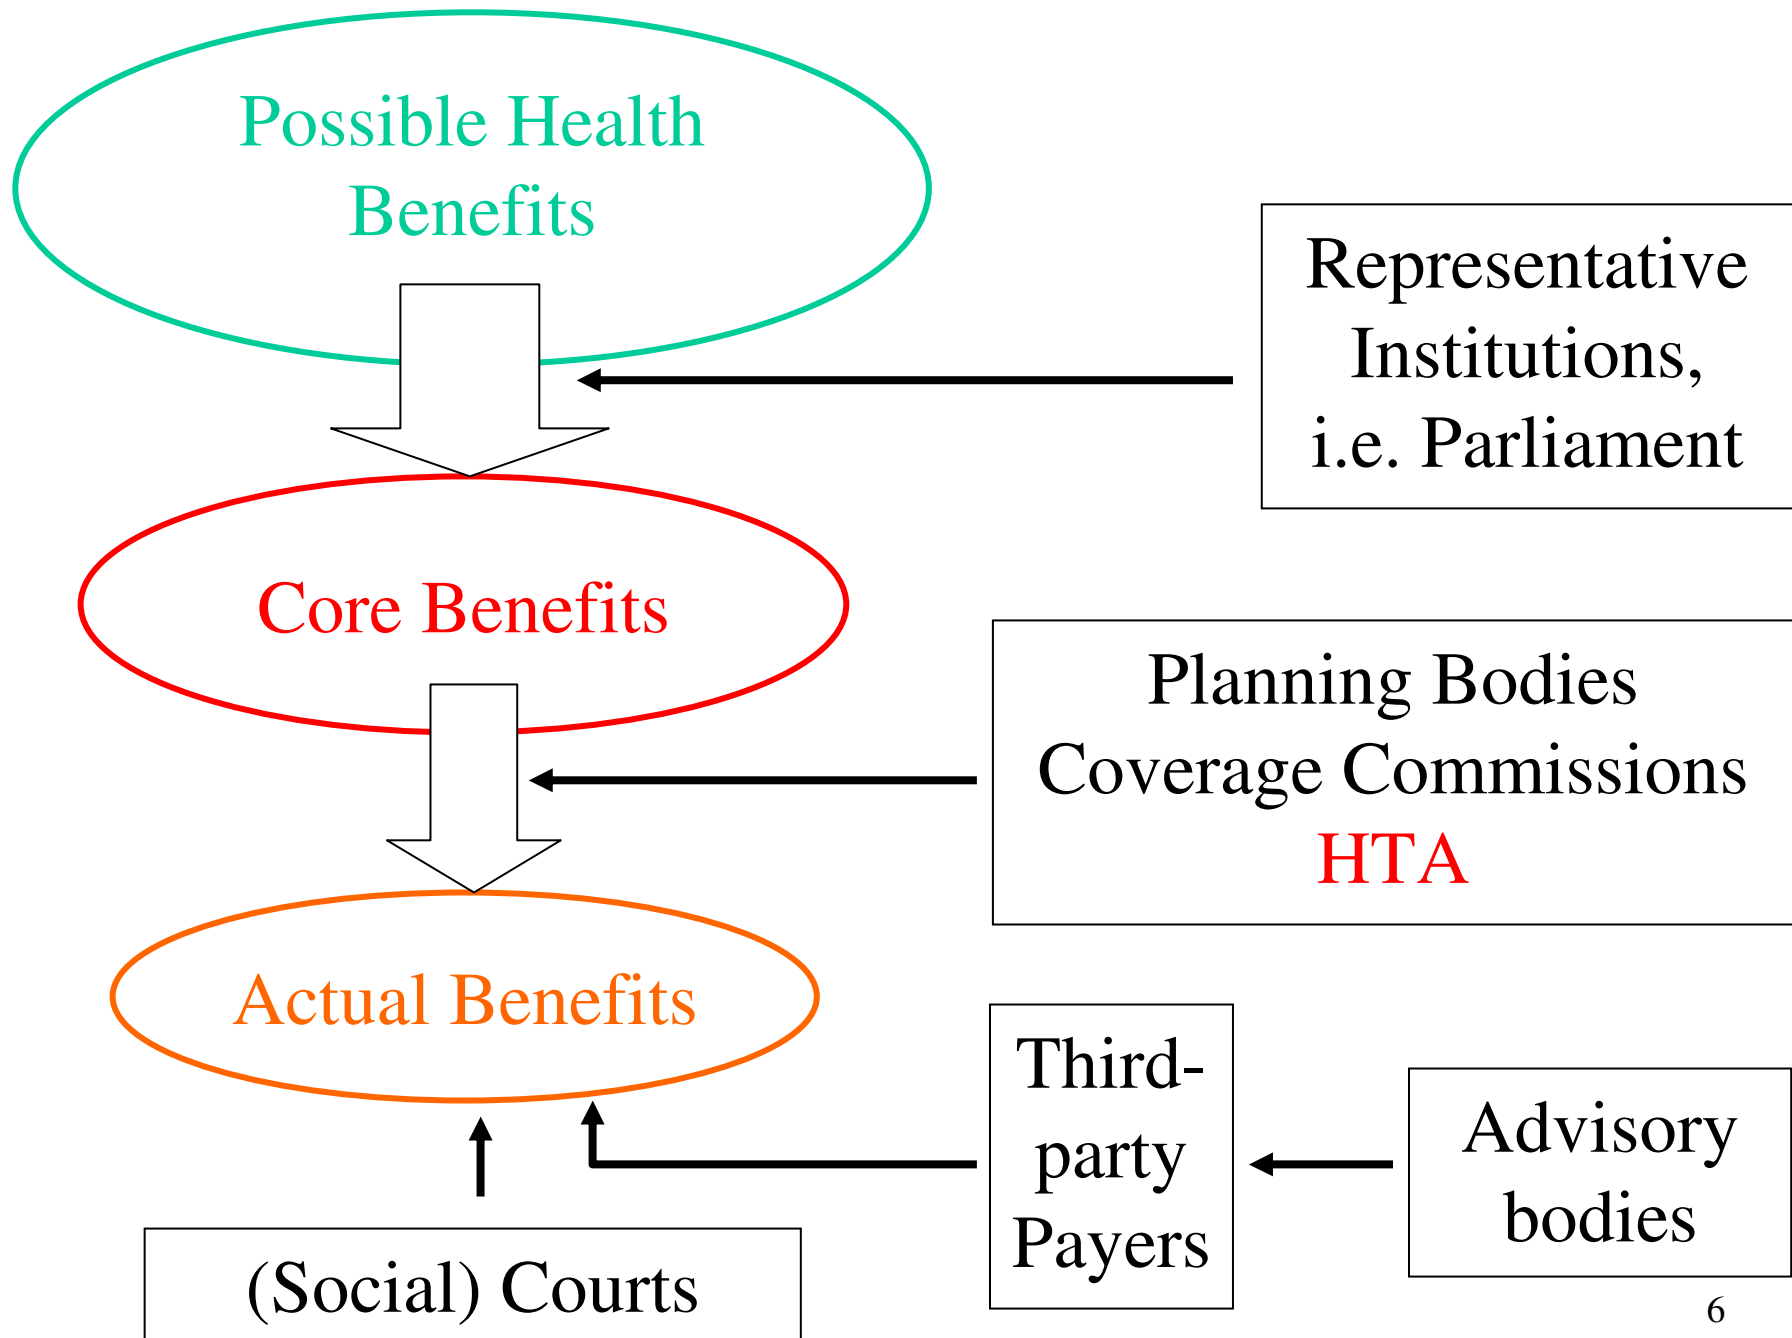 Possible Health
Benefits
Representative
Institutions,
i.e. Parliament
Core Benefits
Planning Bodies
Coverage Commissions
HTA
Actual Benefits
Third-
party
Payers
Advisory
bodies
(Social) Courts
6